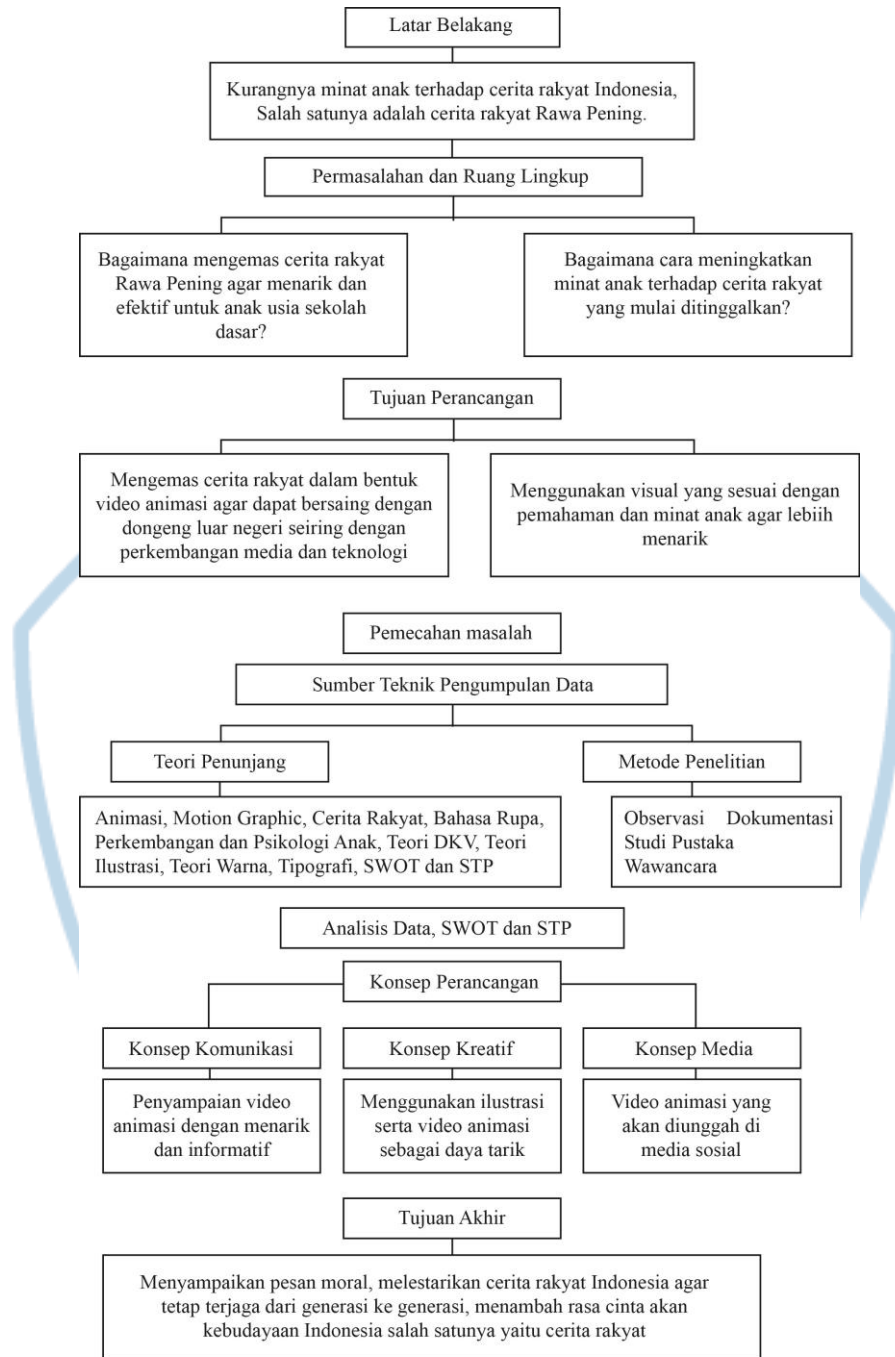 Latar Belakang
Kurangnya minat anak terhadap cerita rakyat Indonesia,
Salah satunya adalah cerita rakyat Rawa Pening.
Permasalahan dan Ruang Lingkup
Bagaimana mengemas cerita rakyat
Rawa Pening agar menarik dan
efektif untuk anak usia sekolah
dasar?
Bagaimana cara meningkatkan
minat anak terhadap cerita rakyat
yang mulai ditinggalkan?
Tujuan Perancangan
Mengemas cerita rakyat dalam bentuk
video animasi agar dapat bersaing dengan
dongeng luar negeri seiring dengan
perkembangan media dan teknologi
Menggunakan visual yang sesuai dengan
pemahaman dan minat anak agar lebiih
menarik
Pemecahan masalah
Sumber Teknik Pengumpulan Data
Teori Penunjang
Metode Penelitian
Animasi, Motion Graphic, Cerita Rakyat, Bahasa Rupa,
Perkembangan dan Psikologi Anak, Teori DKV, Teori
Ilustrasi, Teori Warna, Tipografi, SWOT dan STP
Observasi Dokumentasi
Studi Pustaka
Wawancara
Analisis Data, SWOT dan STP
Konsep Perancangan
Konsep Komunikasi
Konsep Kreatif
Konsep Media
Penyampaian video
animasi dengan menarik
dan informatif
Menggunakan ilustrasi
serta video animasi
sebagai daya tarik
Video animasi yang
akan diunggah di
media sosial
Tujuan Akhir
Menyampaikan pesan moral, melestarikan cerita rakyat Indonesia agar
tetap terjaga dari generasi ke generasi, menambah rasa cinta akan
kebudayaan Indonesia salah satunya yaitu cerita rakyat